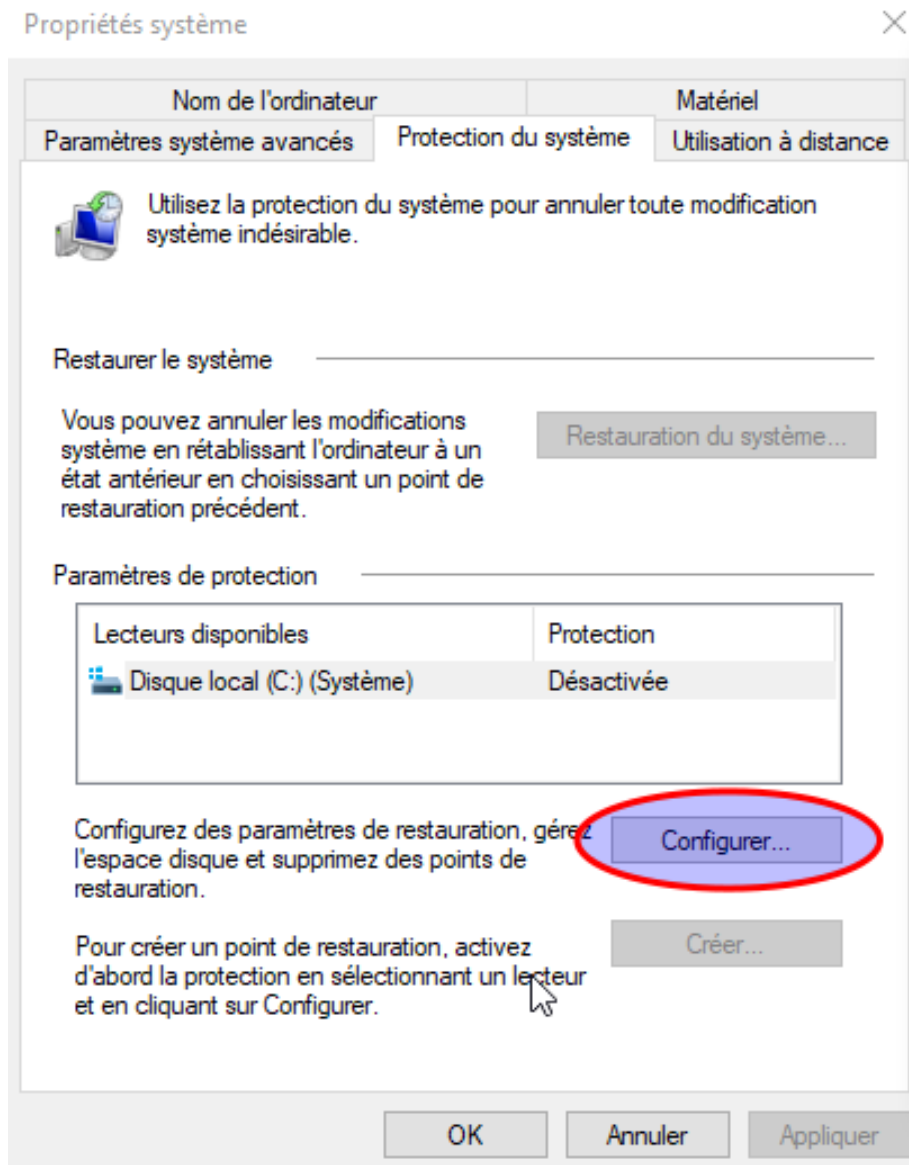 Propriétés système
Nom de l'ordinateur
Matériel
Paramètres système avancés
Protection du système
Utilisation à distance
Utilisez la protection du système pour annuler toute modification
système indésirable.
Restaurer le système
Vous pouvez annuler les modifications
système en rétablissant l'ordinateur à un
état antérieur en choisissant un point de
restauration précédent.
Restauration du système...
Paramètres de protection
Lecteurs disponibles
Protection
Disque local (C:) (Système)
Désactivée
Configurez des paramètres de restauration, gérez
l'espace disque et supprimez des points de
restauration.
Configurer...
Pour créer un point de restauration, activez
d'abord la protection en sélectionnant un lecteur
et en cliquant sur Configurer.
Créer...
OK
Annuler
Appliquer